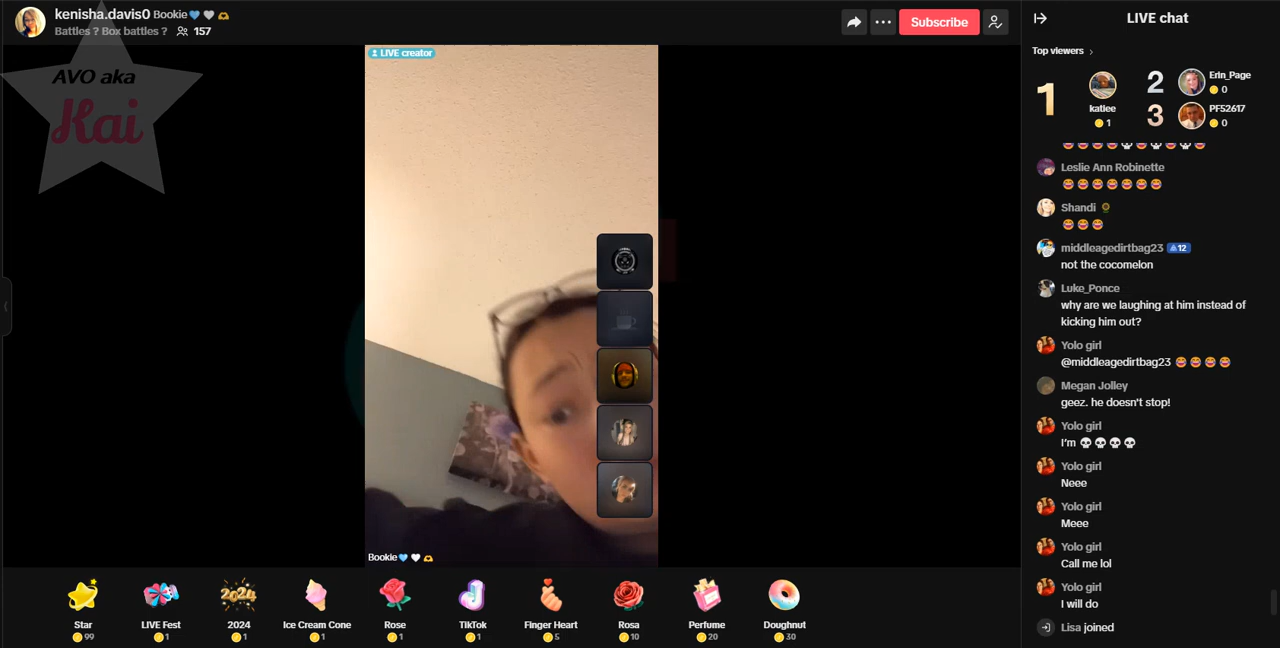 kenisha.davis0 Bookie💙🤍🫶
Battles ? Box battles ? 157
Subscribe
AVO aka
Kai
LIVE creator
Bookie💙🤍🫶
Star
99
LIVE Fest
1
2024
2024
1
Ice Cream Cone
1
Rose
1
TikTok
1
Finger Heart
5
Rosa
10
Perfume
20
Doughnut
30
LIVE chat
Top viewers
1
katiee
1
2
Erin_Page
0
3
PF52617
0
Leslie Ann Robinette
😂😂😂😂😂😂😂
Shandi 🌻
😂😂😂
middleagedirtbag23 12
not the cocomelon
Luke_Ponce
why are we laughing at him instead of
kicking him out?
Yolo girl
@middleagedirtbag23 😂😂😂😂
Megan Jolley
geez. he doesn't stop!
Yolo girl
I'm 💀💀💀💀
Yolo girl
Neee
Yolo girl
Meee
Yolo girl
Call me lol
Yolo girl
I will do
Lisa joined